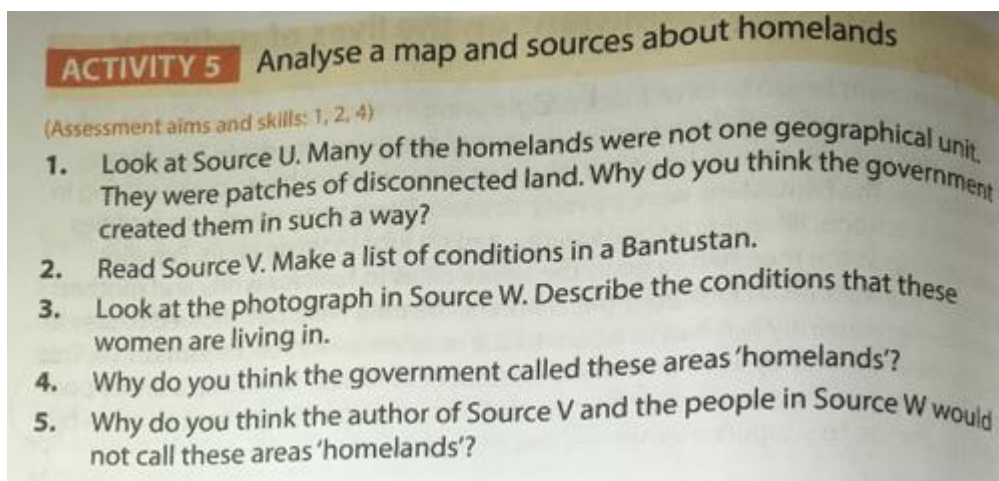 ACTIVITY 5 Analyse a map and sources about homelands
(Assessment aims and skills: 1, 2, 4)
1. Look at Source U. Many of the homelands were not one geographical unit.
They were patches of disconnected land. Why do you think the government
created them in such a way?
2. Read Source V. Make a list of conditions in a Bantustan.
3. Look at the photograph in Source W. Describe the conditions that these
women are living in.
4. Why do you think the government called these areas ‘homelands’?
5. Why do you think the author of Source V and the people in Source W would
not call these areas ‘homelands’?